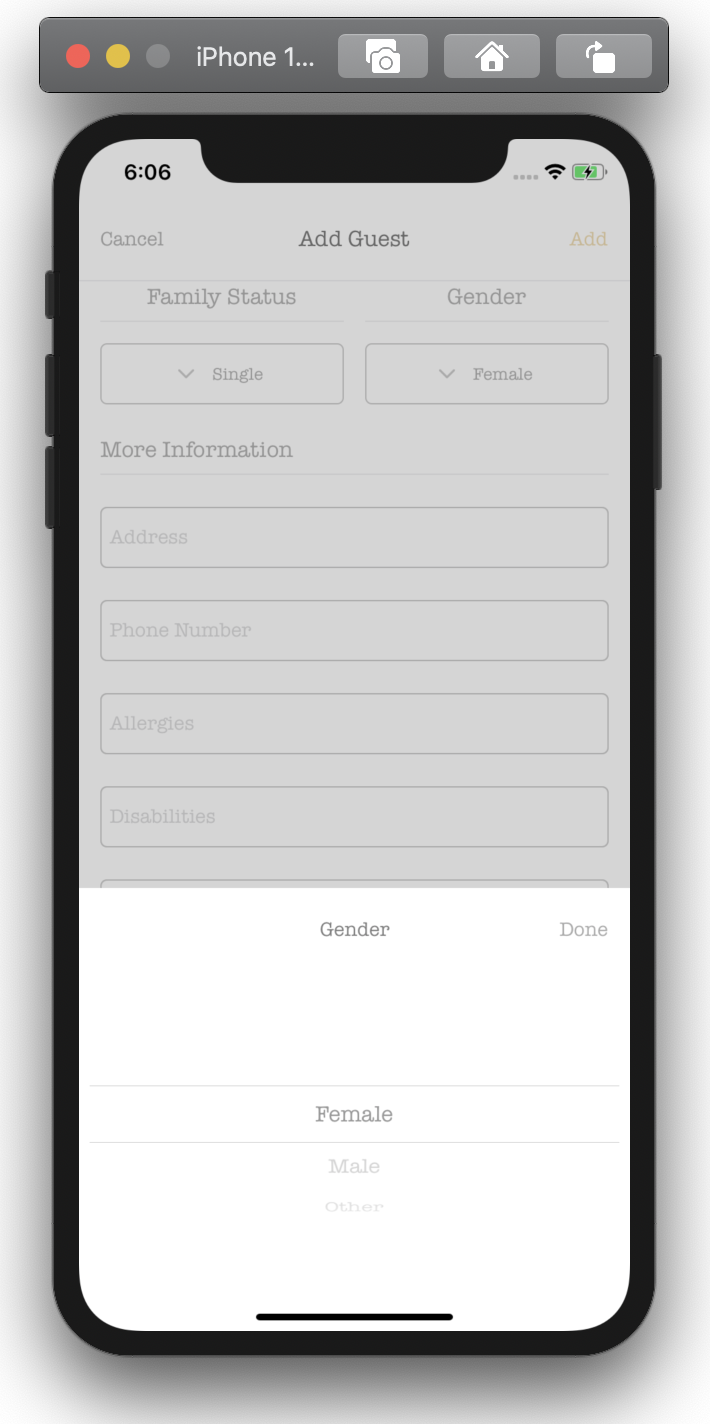 iPhone 1...
6:06
Cancel Add Guest Add
Family Status Gender
Single Female
More Information
Address
Phone Number
Allergies
Disabilities
Gender Done
Female
Male
Other